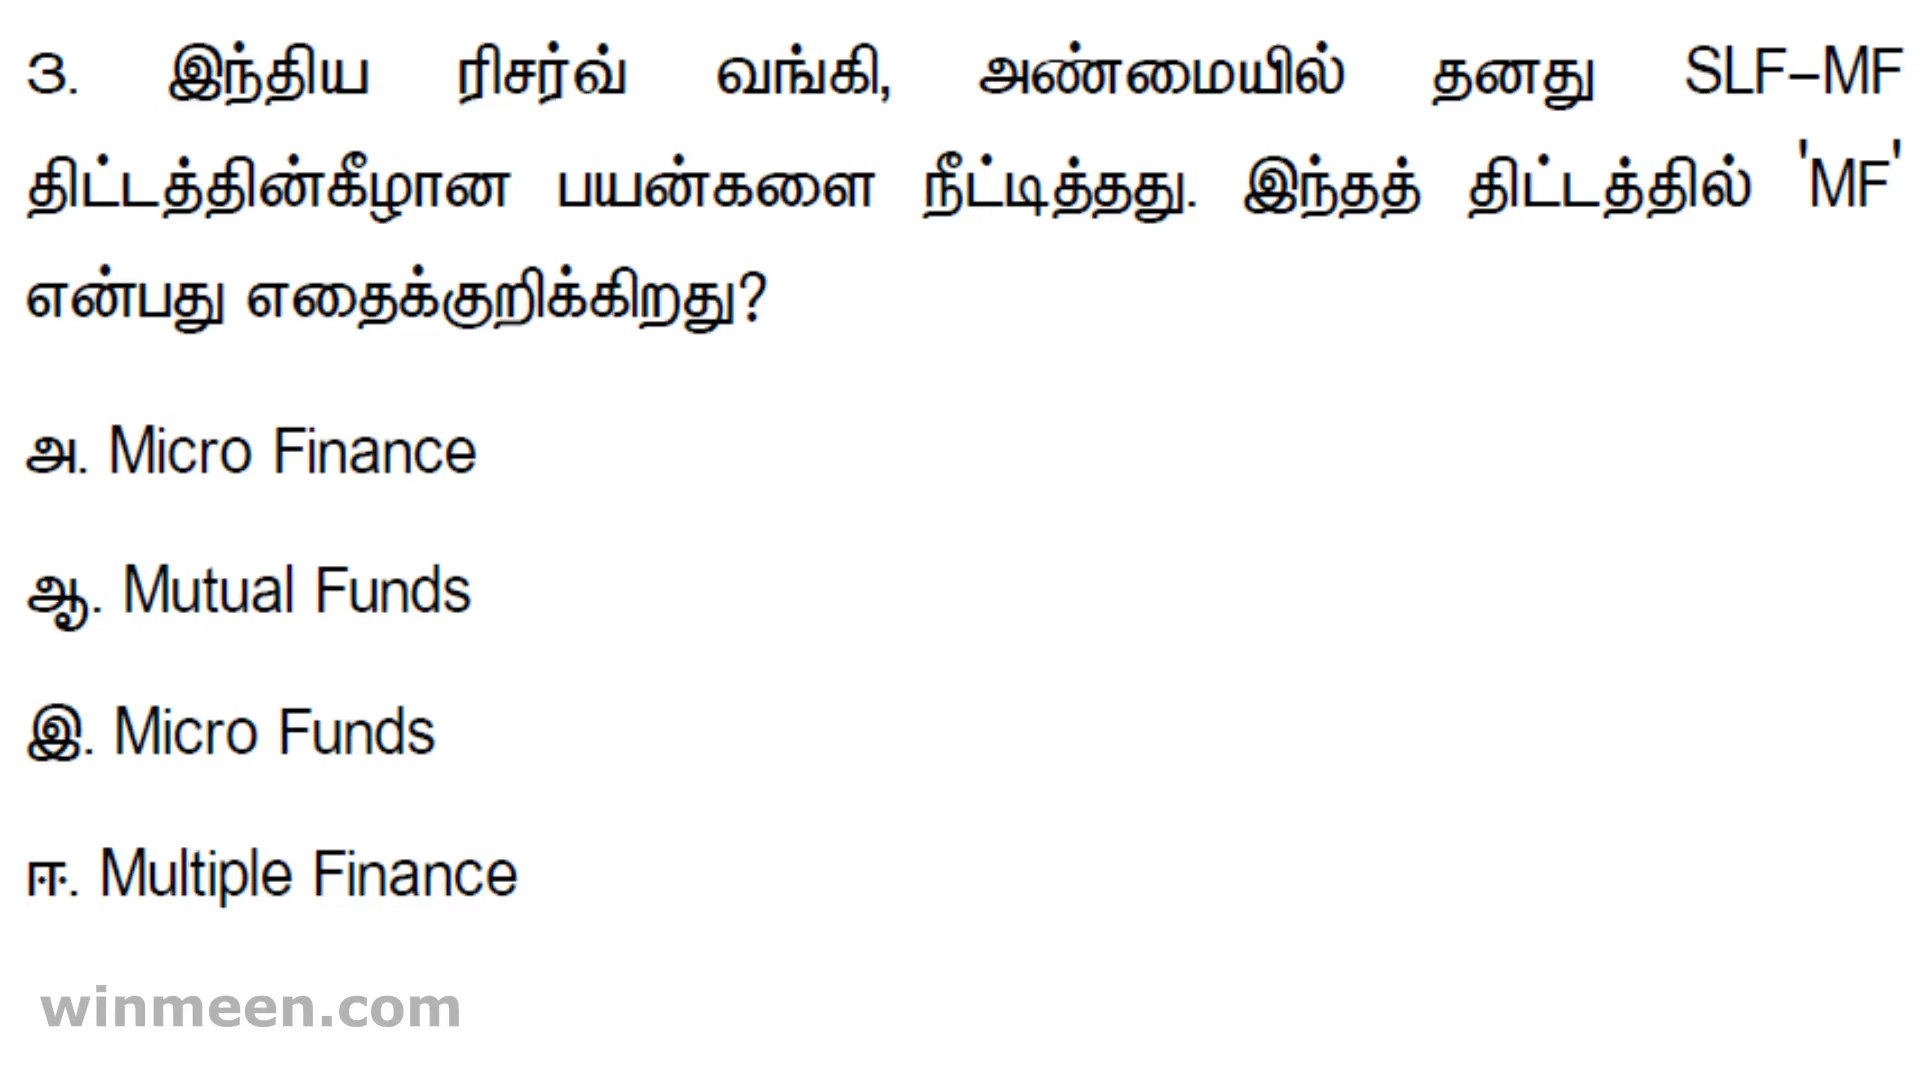 3. இந்திய ரிசர்வ் வங்கி, அண்மையில் தனது SLF–MF
திட்டத்தின்கீழான பயன்களை நீட்டித்தது. இந்தத் திட்டத்தில் 'MF'
என்பது எதைக்குறிக்கிறது?
அ. Micro Finance
ஆ. Mutual Funds
இ. Micro Funds
ஈ. Multiple Finance
winmeen.com